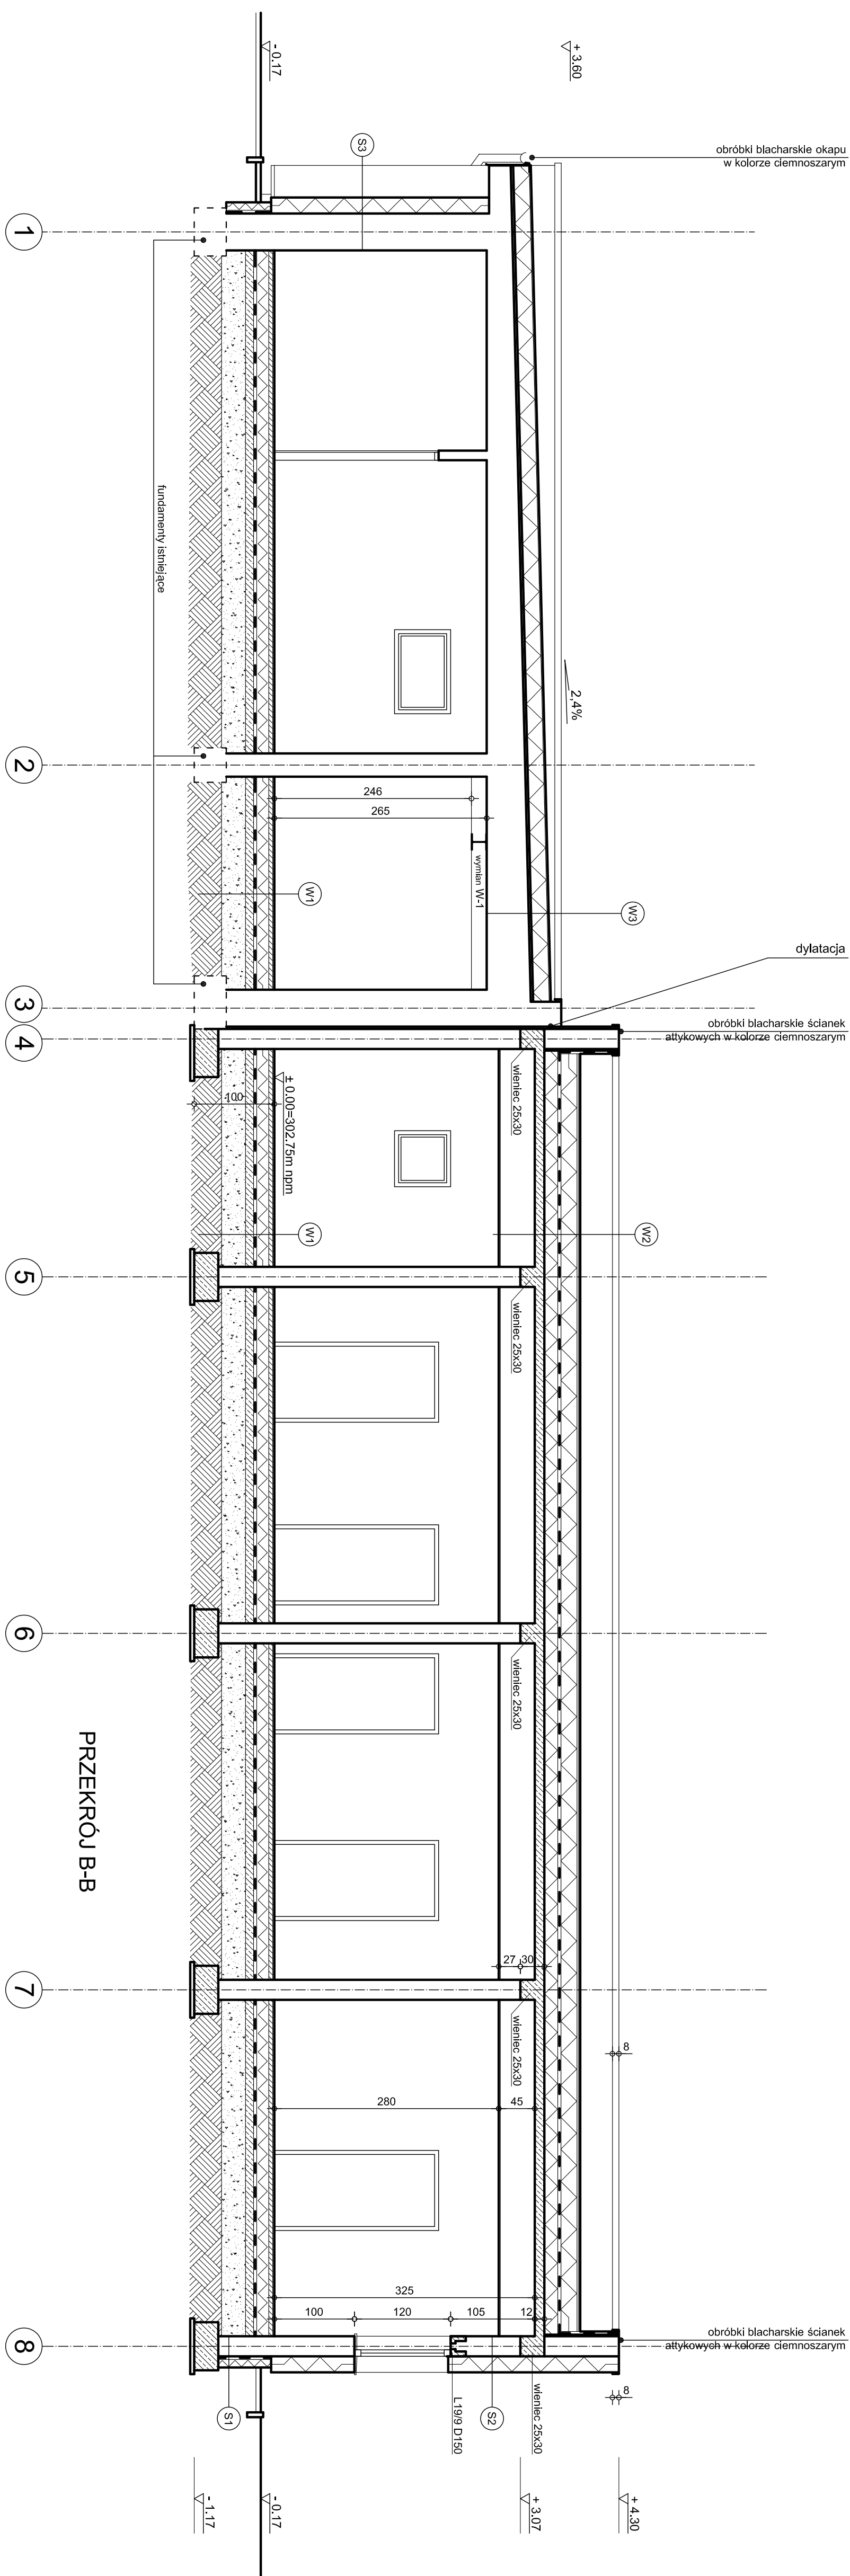 obróbki blacharskie okapu
w kolorze ciemnoszarym
+ 3.60
- 0.17
S3
1
fundamenty istniejące
2,4%
2
246
265
wymian W-1
W1
W3
dylatacja
3
obróbki blacharskie ścianek
attykowych w kolorze ciemnoszarym
4
wieniec 25x30
± 0.00=302.75m npm
100
W1
W2
5
wieniec 25x30
6
wieniec 25x30
PRZEKRÓJ B-B
27
30
7
wieniec 25x30
8
280
45
325
100
120
105
12
obróbki blacharskie ścianek
attykowych w kolorze ciemnoszarym
8
8
wieniec 25x30
L19/9 D150
S1
S2
- 1.17
- 0.17
+ 3.07
+ 4.30